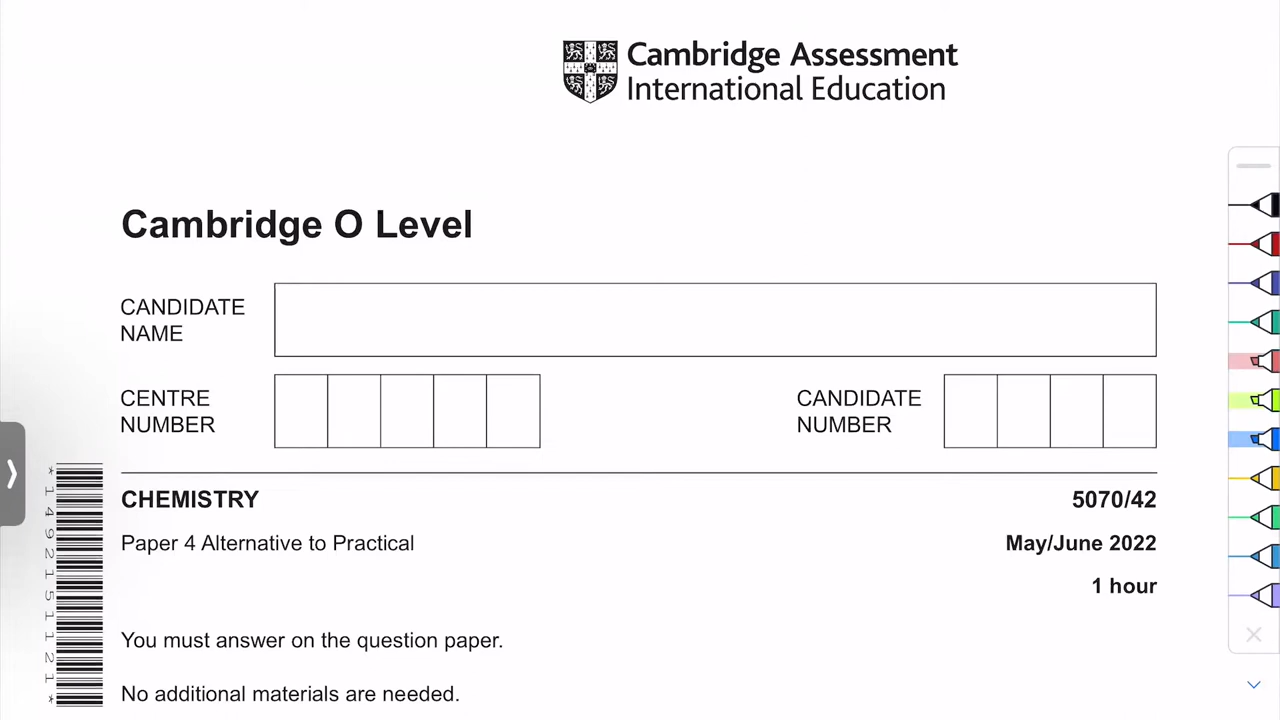 Cambridge Assessment
International Education
Cambridge O Level
CANDIDATE
NAME
CENTRE
NUMBER
CANDIDATE
NUMBER
CHEMISTRY
5070/42
Paper 4 Alternative to Practical
May/June 2022
1 hour
You must answer on the question paper.
No additional materials are needed.
*1492151121*